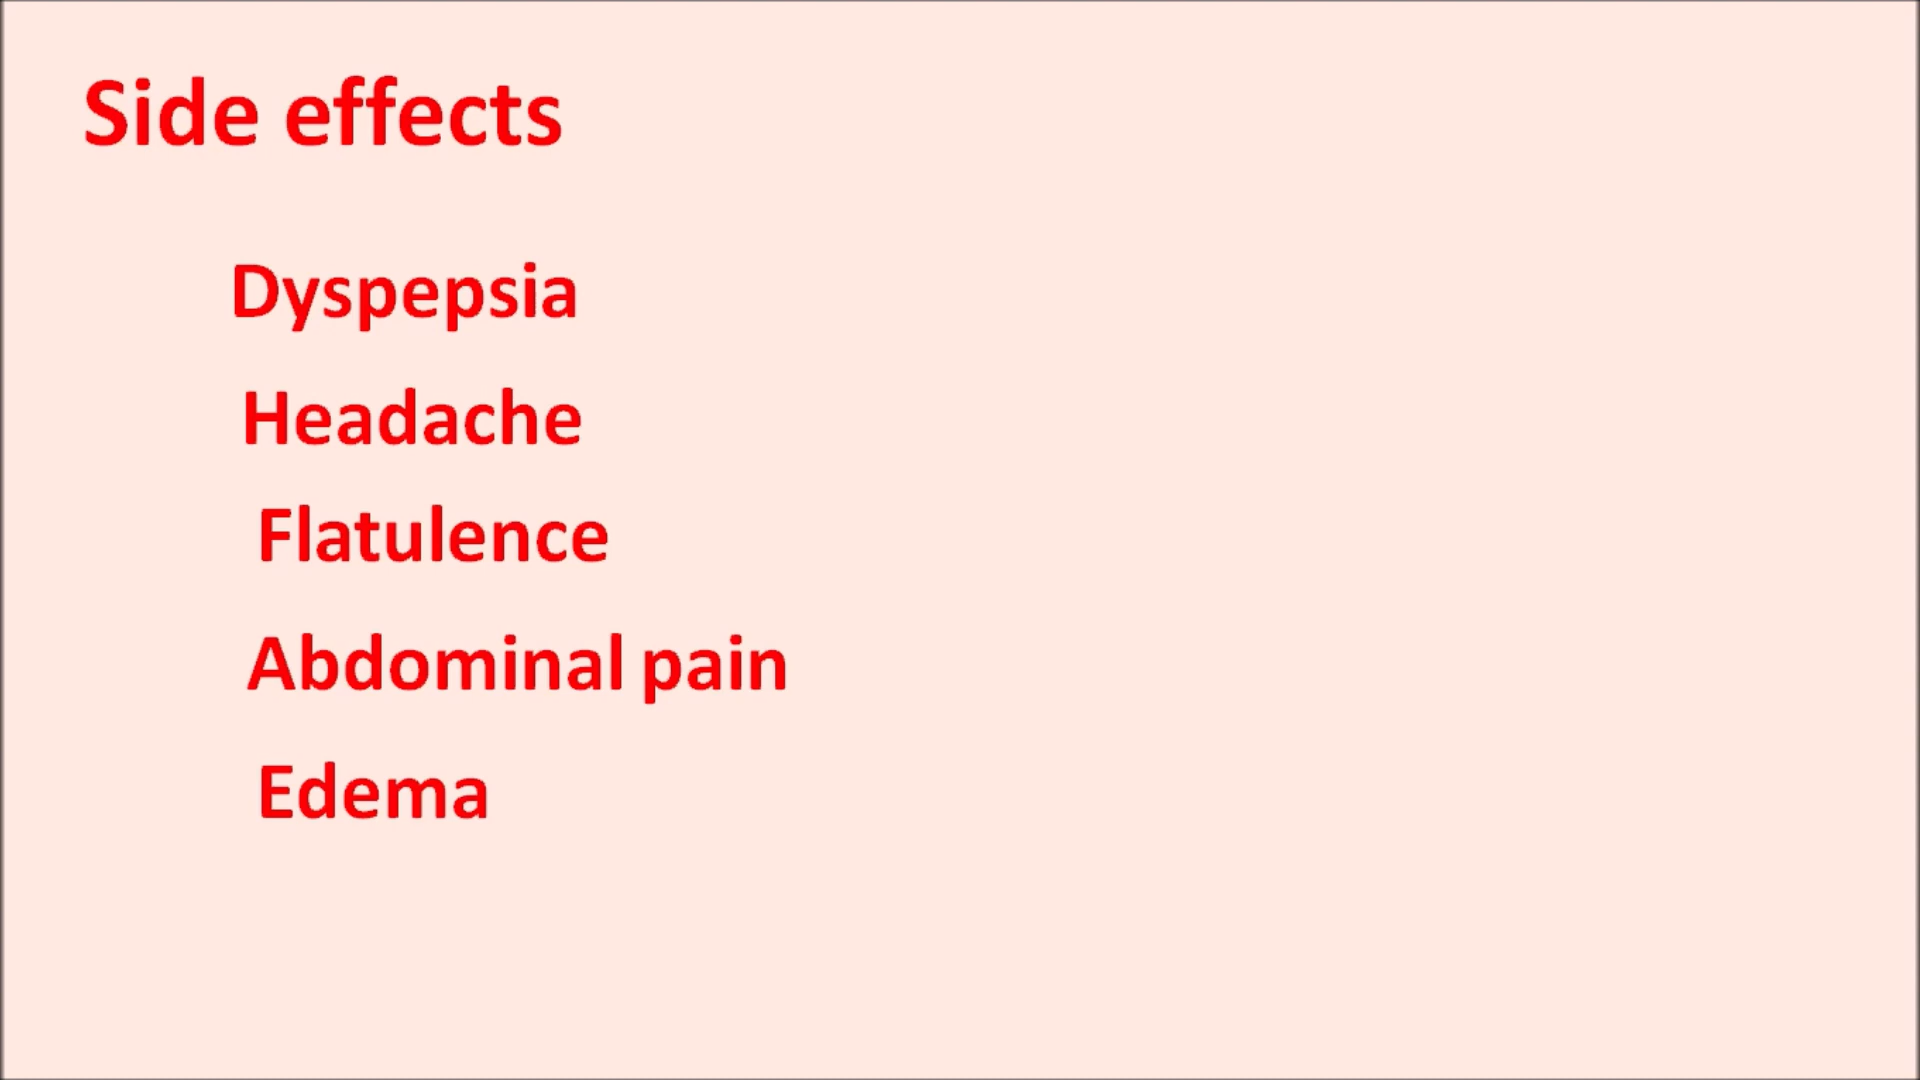 Side effects
Dyspepsia
Headache
Flatulence
Abdominal pain
Edema